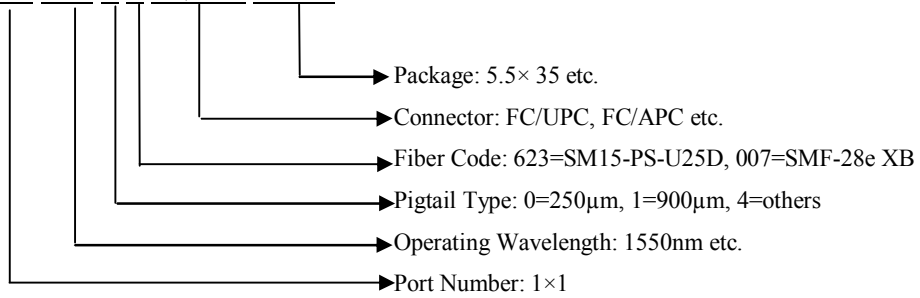 Package: 5.5× 35 etc.
Connector: FC/UPC, FC/APC etc.
Fiber Code: 623=SM15-PS-U25D, 007=SMF-28e XB
Pigtail Type: 0=250µm, 1=900µm, 4=others
Operating Wavelength: 1550nm etc.
Port Number: 1×1